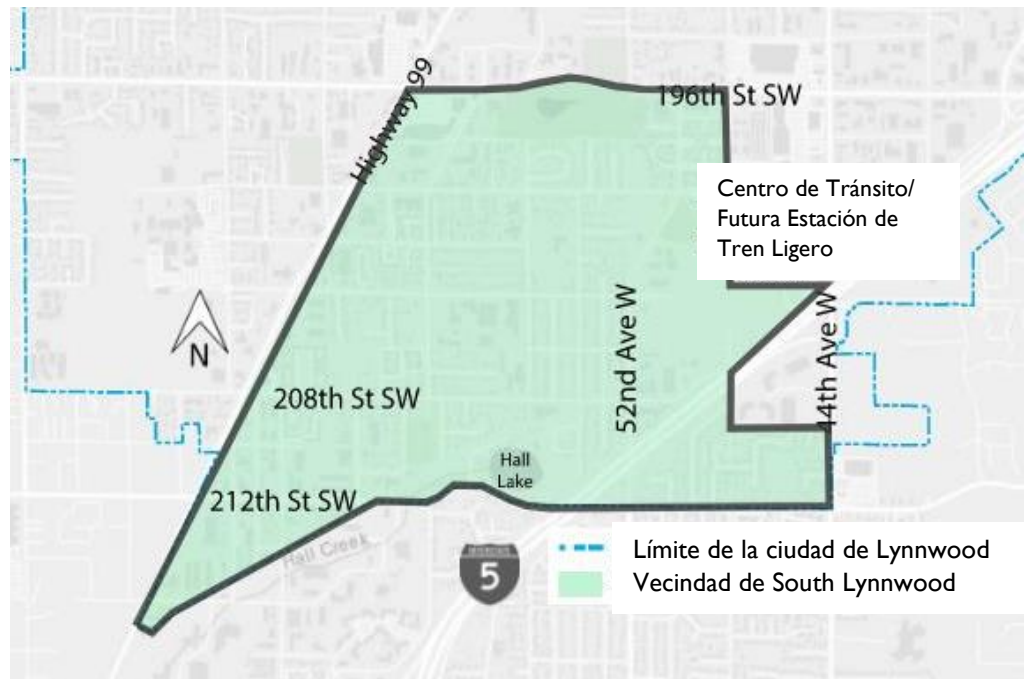 Highway 99
196th St SW
Centro de Tránsito/
Futura Estación de
Tren Ligero
N
52nd Ave W
44th Ave W
208th St SW
Hall
Lake
212th St SW
Hall Creek
INTERSTATE
5
Límite de la ciudad de Lynnwood
Vecindad de South Lynnwood